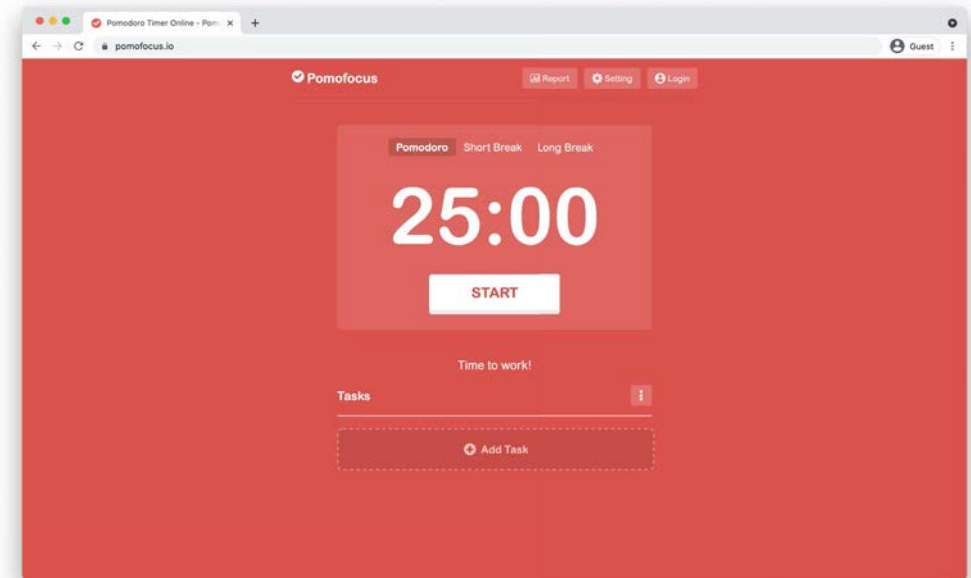 Pomodoro Timer Online - Pom
pomofocus.io
Guest
Pomofocus
Report
Setting
Login
Pomodoro Short Break Long Break
25:00
START
Time to work!
Tasks
Add Task